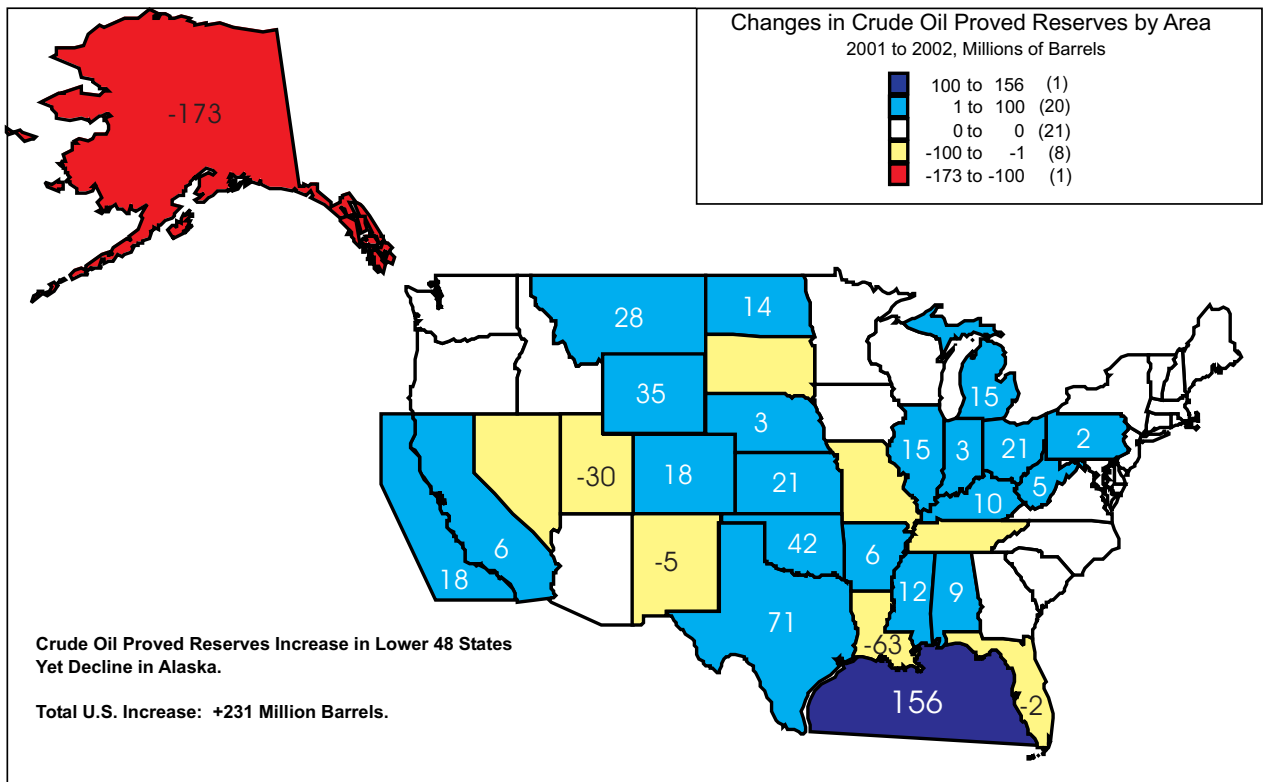 Changes in Crude Oil Proved Reserves by Area
2001 to 2002, Millions of Barrels
100 to 156 (1)
1 to 100 (20)
0 to 0 (21)
-100 to -1 (8)
-173 to -100 (1)
-173
28
14
35
3
15
-30
18
21
15
3
21
2
5
10
6
18
-5
42
6
12
9
71
-63
156
-2
Crude Oil Proved Reserves Increase in Lower 48 States
Yet Decline in Alaska.
Total U.S. Increase: +231 Million Barrels.